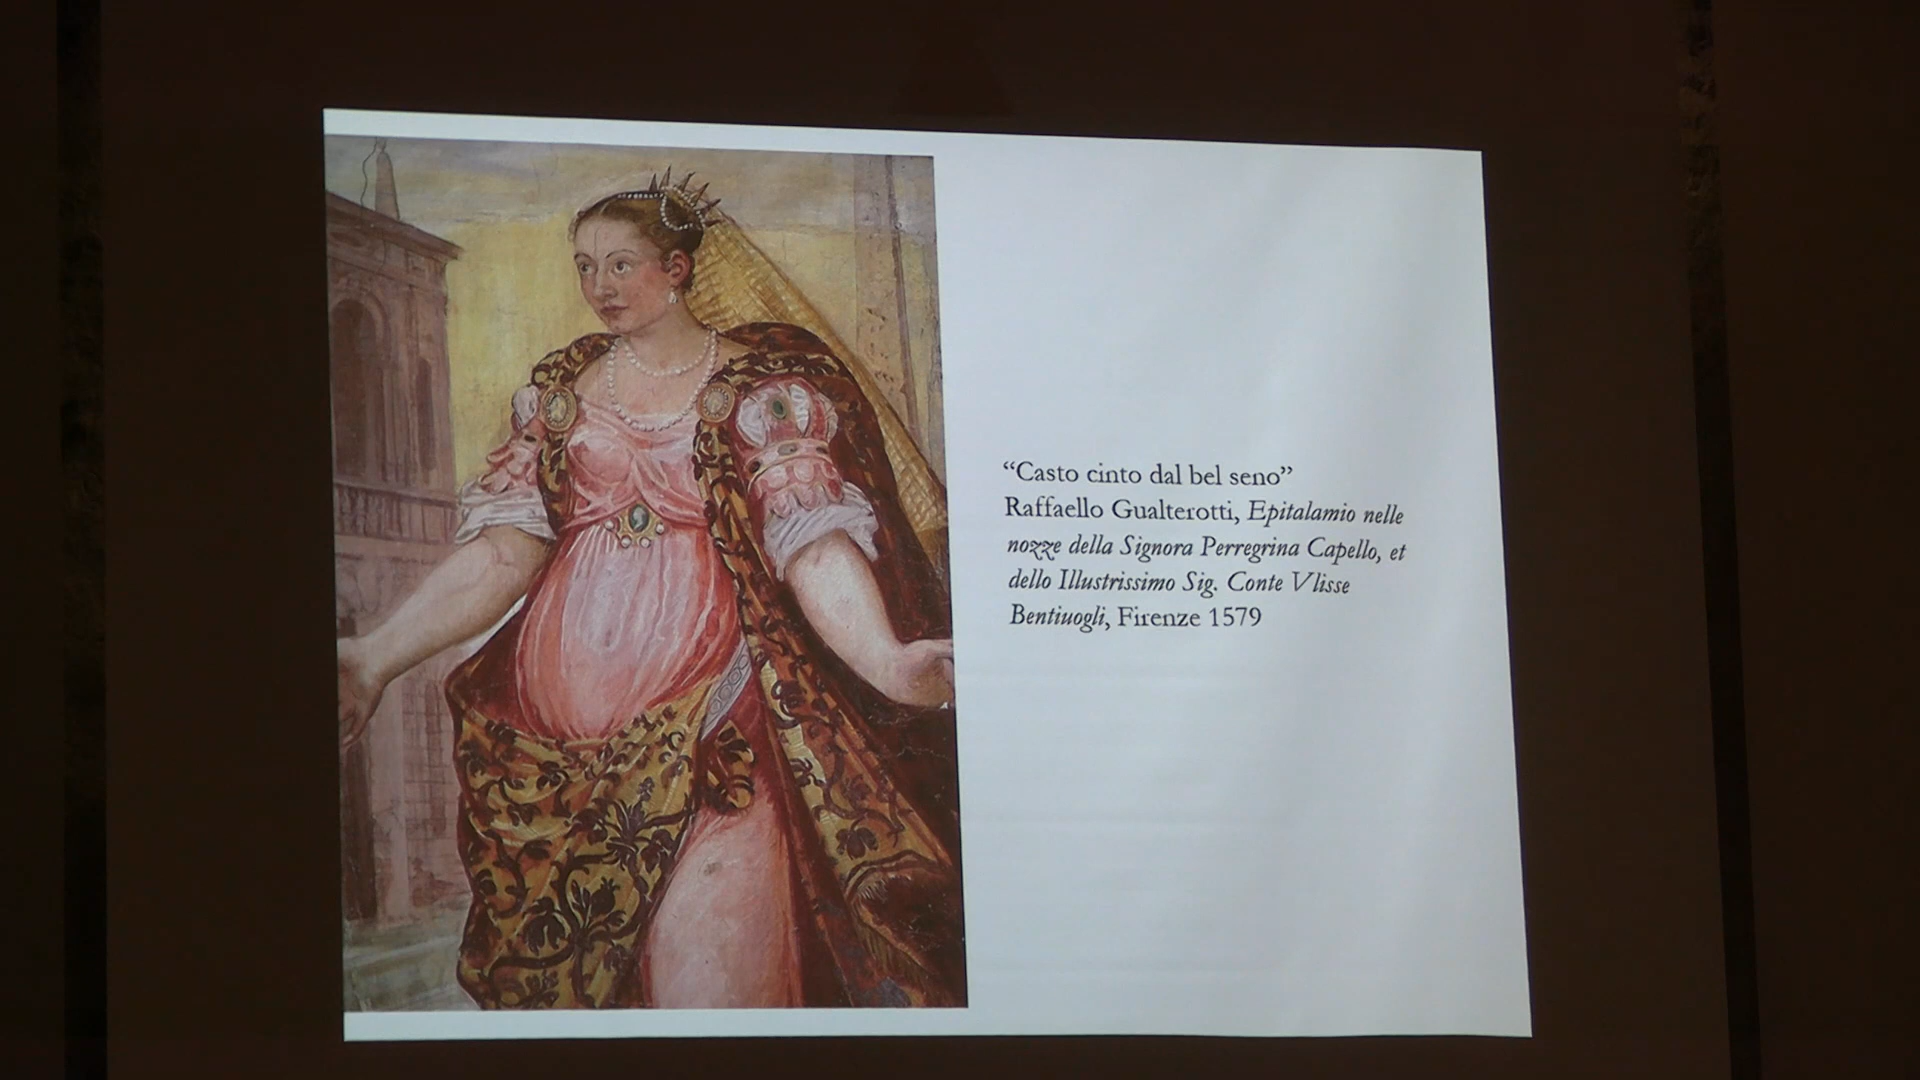 “Casto cinto dal bel seno”
Raffaello Gualterotti, Epitalamio nelle
nozze della Signora Perregrina Capello, et
dello Illustrissimo Sig. Conte Vlisse
Bentiuogli, Firenze 1579